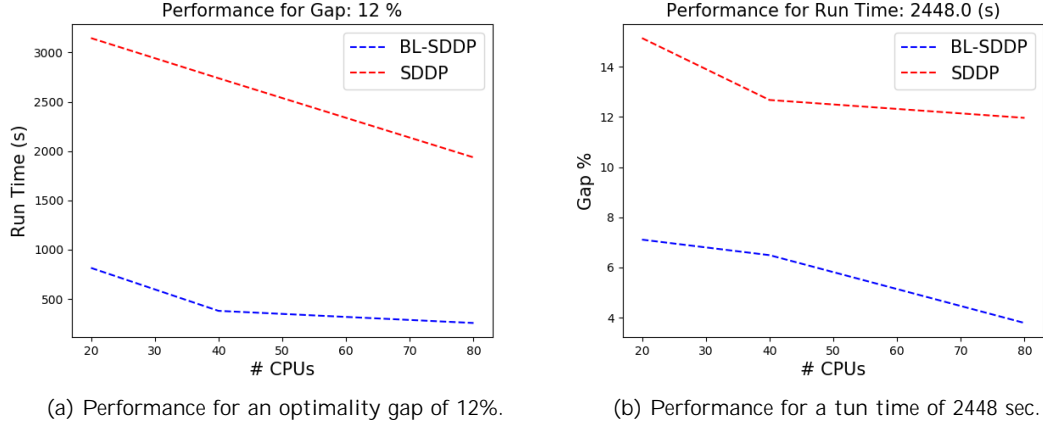 Performance for Gap: 12 %
BL-SDDP
SDDP
Run Time (s)
3000
2500
2000
1500
1000
500
20 30 40 50 60 70 80
# CPUs
(a) Performance for an optimality gap of 12%.
Performance for Run Time: 2448.0 (s)
BL-SDDP
SDDP
Gap %
14
12
10
8
6
4
20 30 40 50 60 70 80
# CPUs
(b) Performance for a tun time of 2448 sec.